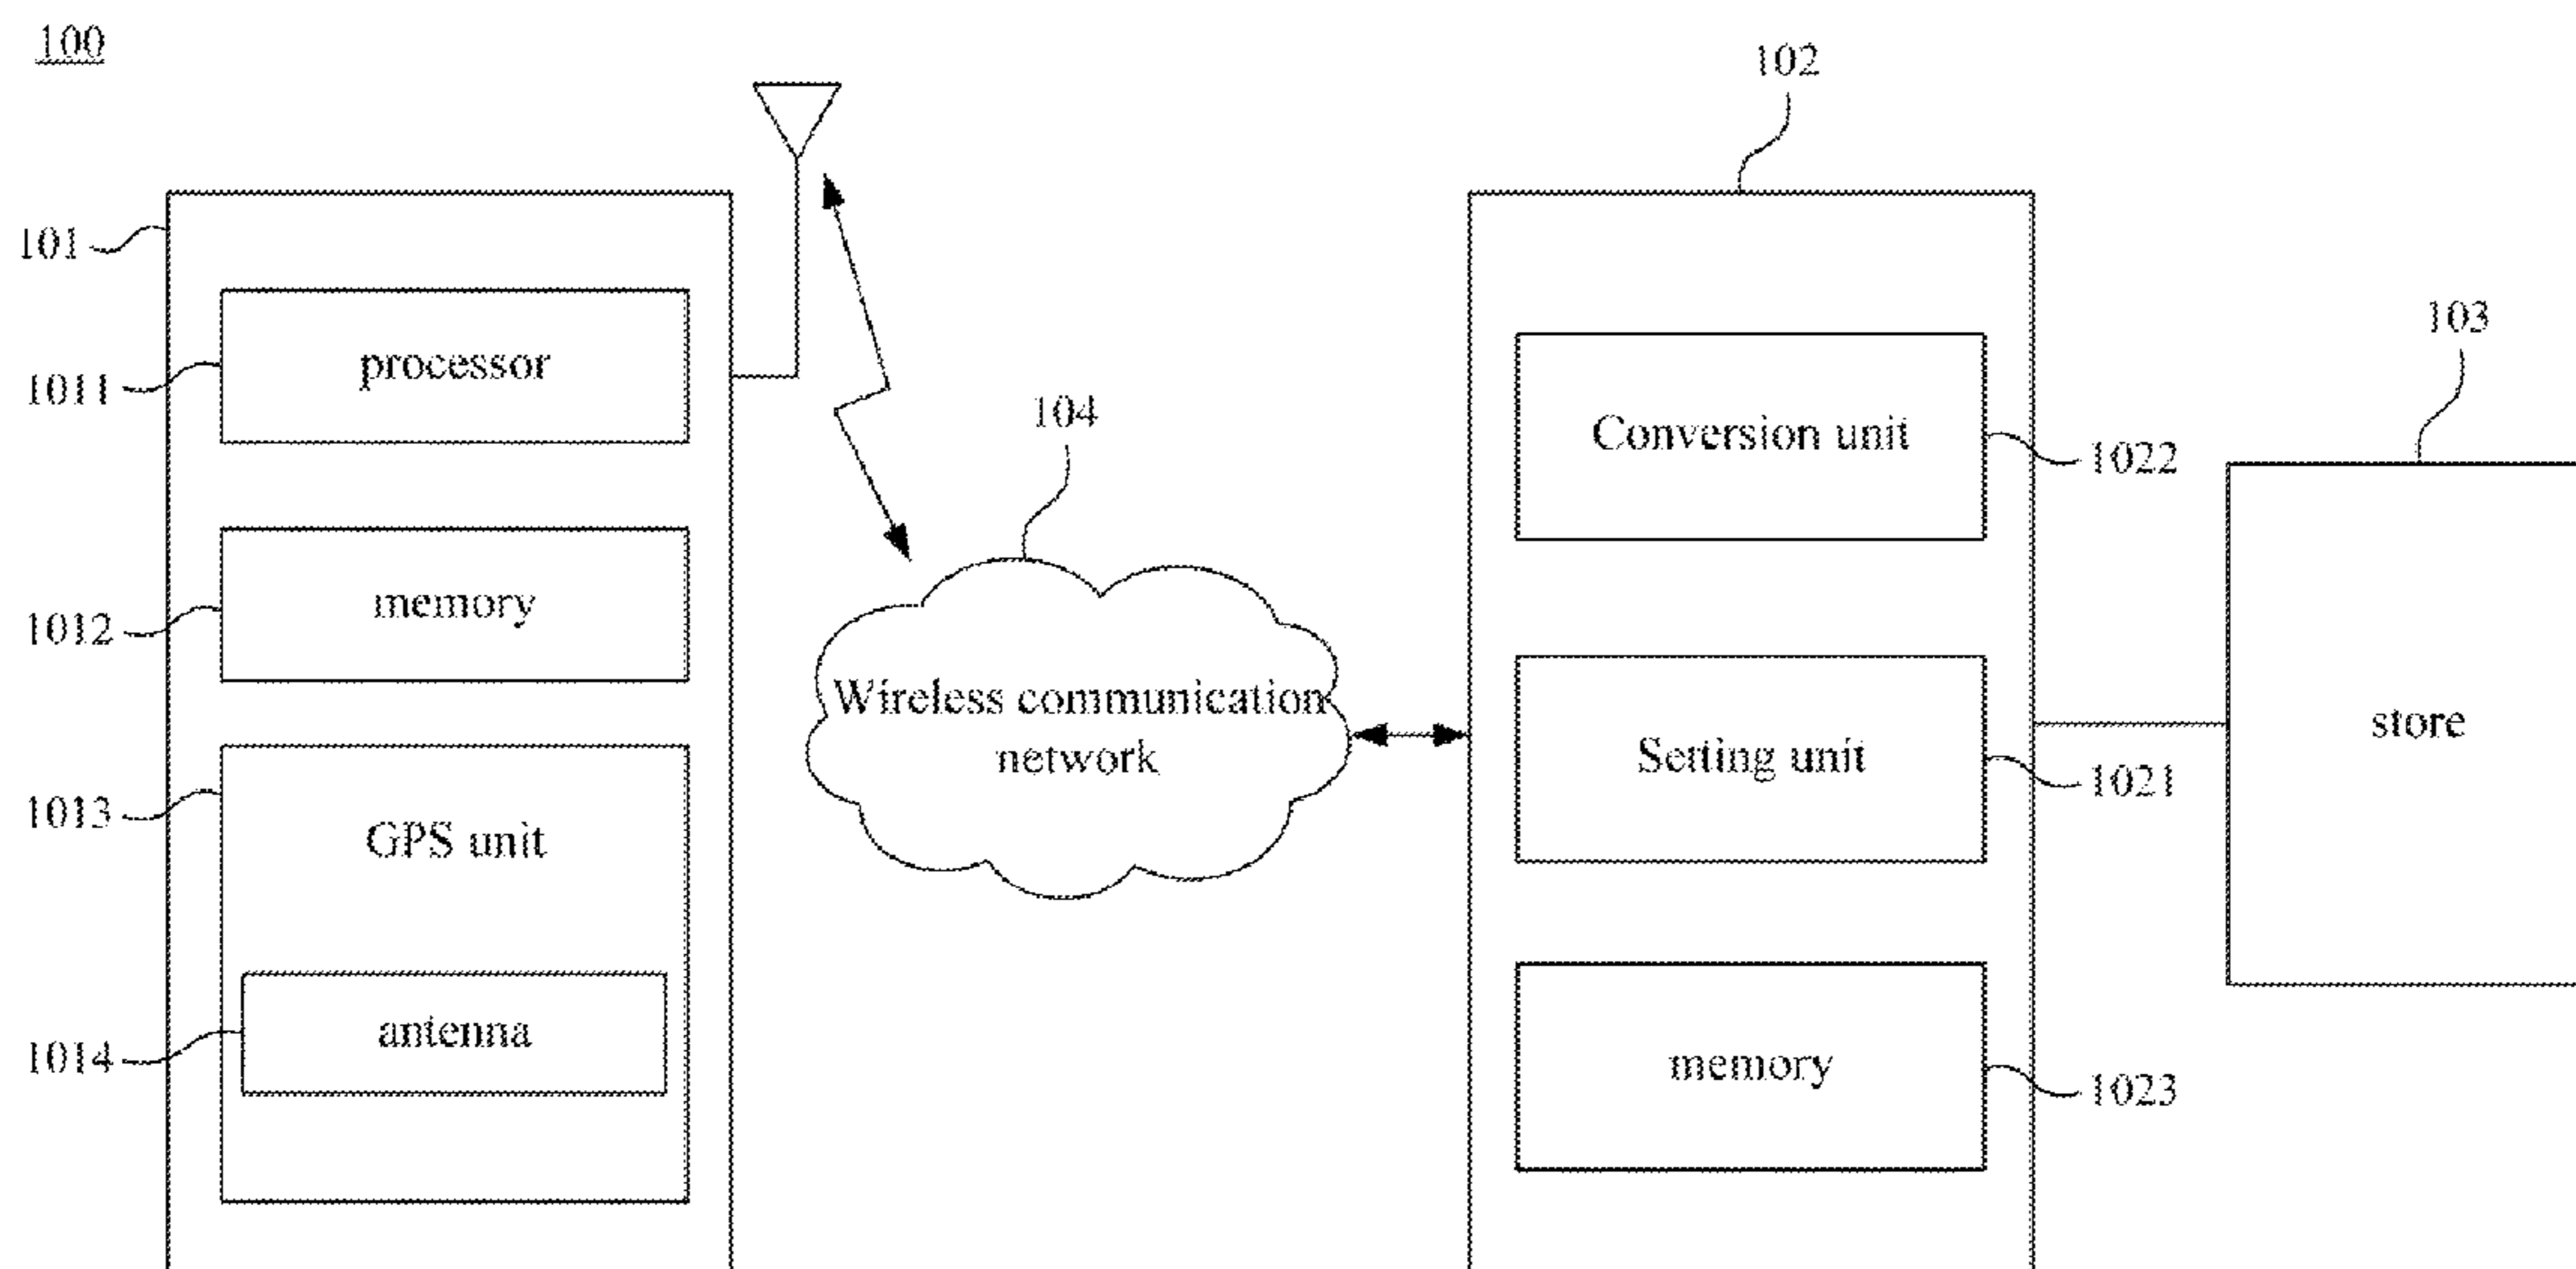 100
102
101
103
processor
1011
104
Conversion unit
1022
memory
1012
Wireless communication
network
Setting unit
1021
store
1013
GPS unit
antenna
1014
memory
1023